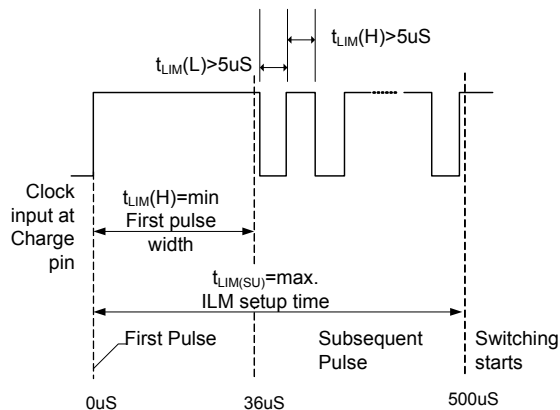 t_LIM(H)>5uS
t_LIM(L)>5uS
Clock
input at
Charge
pin
t_LIM(H)=min
First pulse
width
t_LIM(SU)=max.
ILM setup time
First Pulse
Subsequent
Pulse
Switching
starts
0uS
36uS
500uS